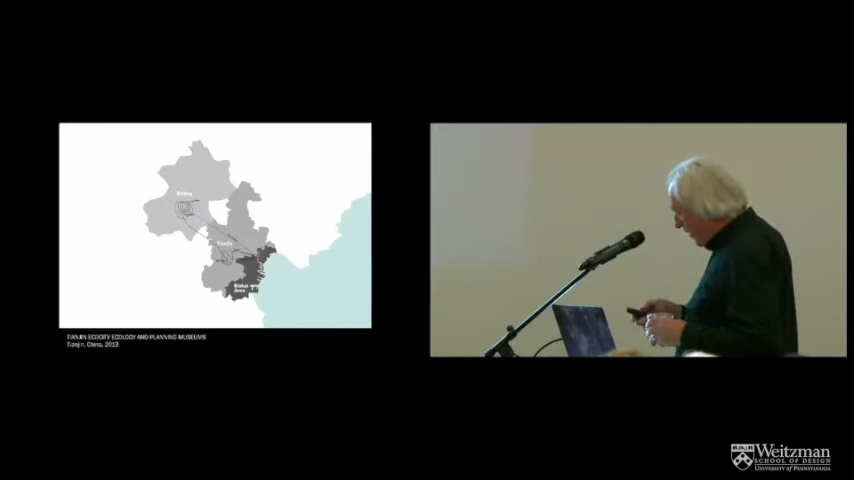 Beijing
Tianjin
Binhai
Area
TIANJIN ECOCITY ECOLOGY AND PLANNING MUSEUMS
Tianjin, China, 2013
Weitzman
SCHOOL OF DESIGN
UNIVERSITY of PENNSYLVANIA